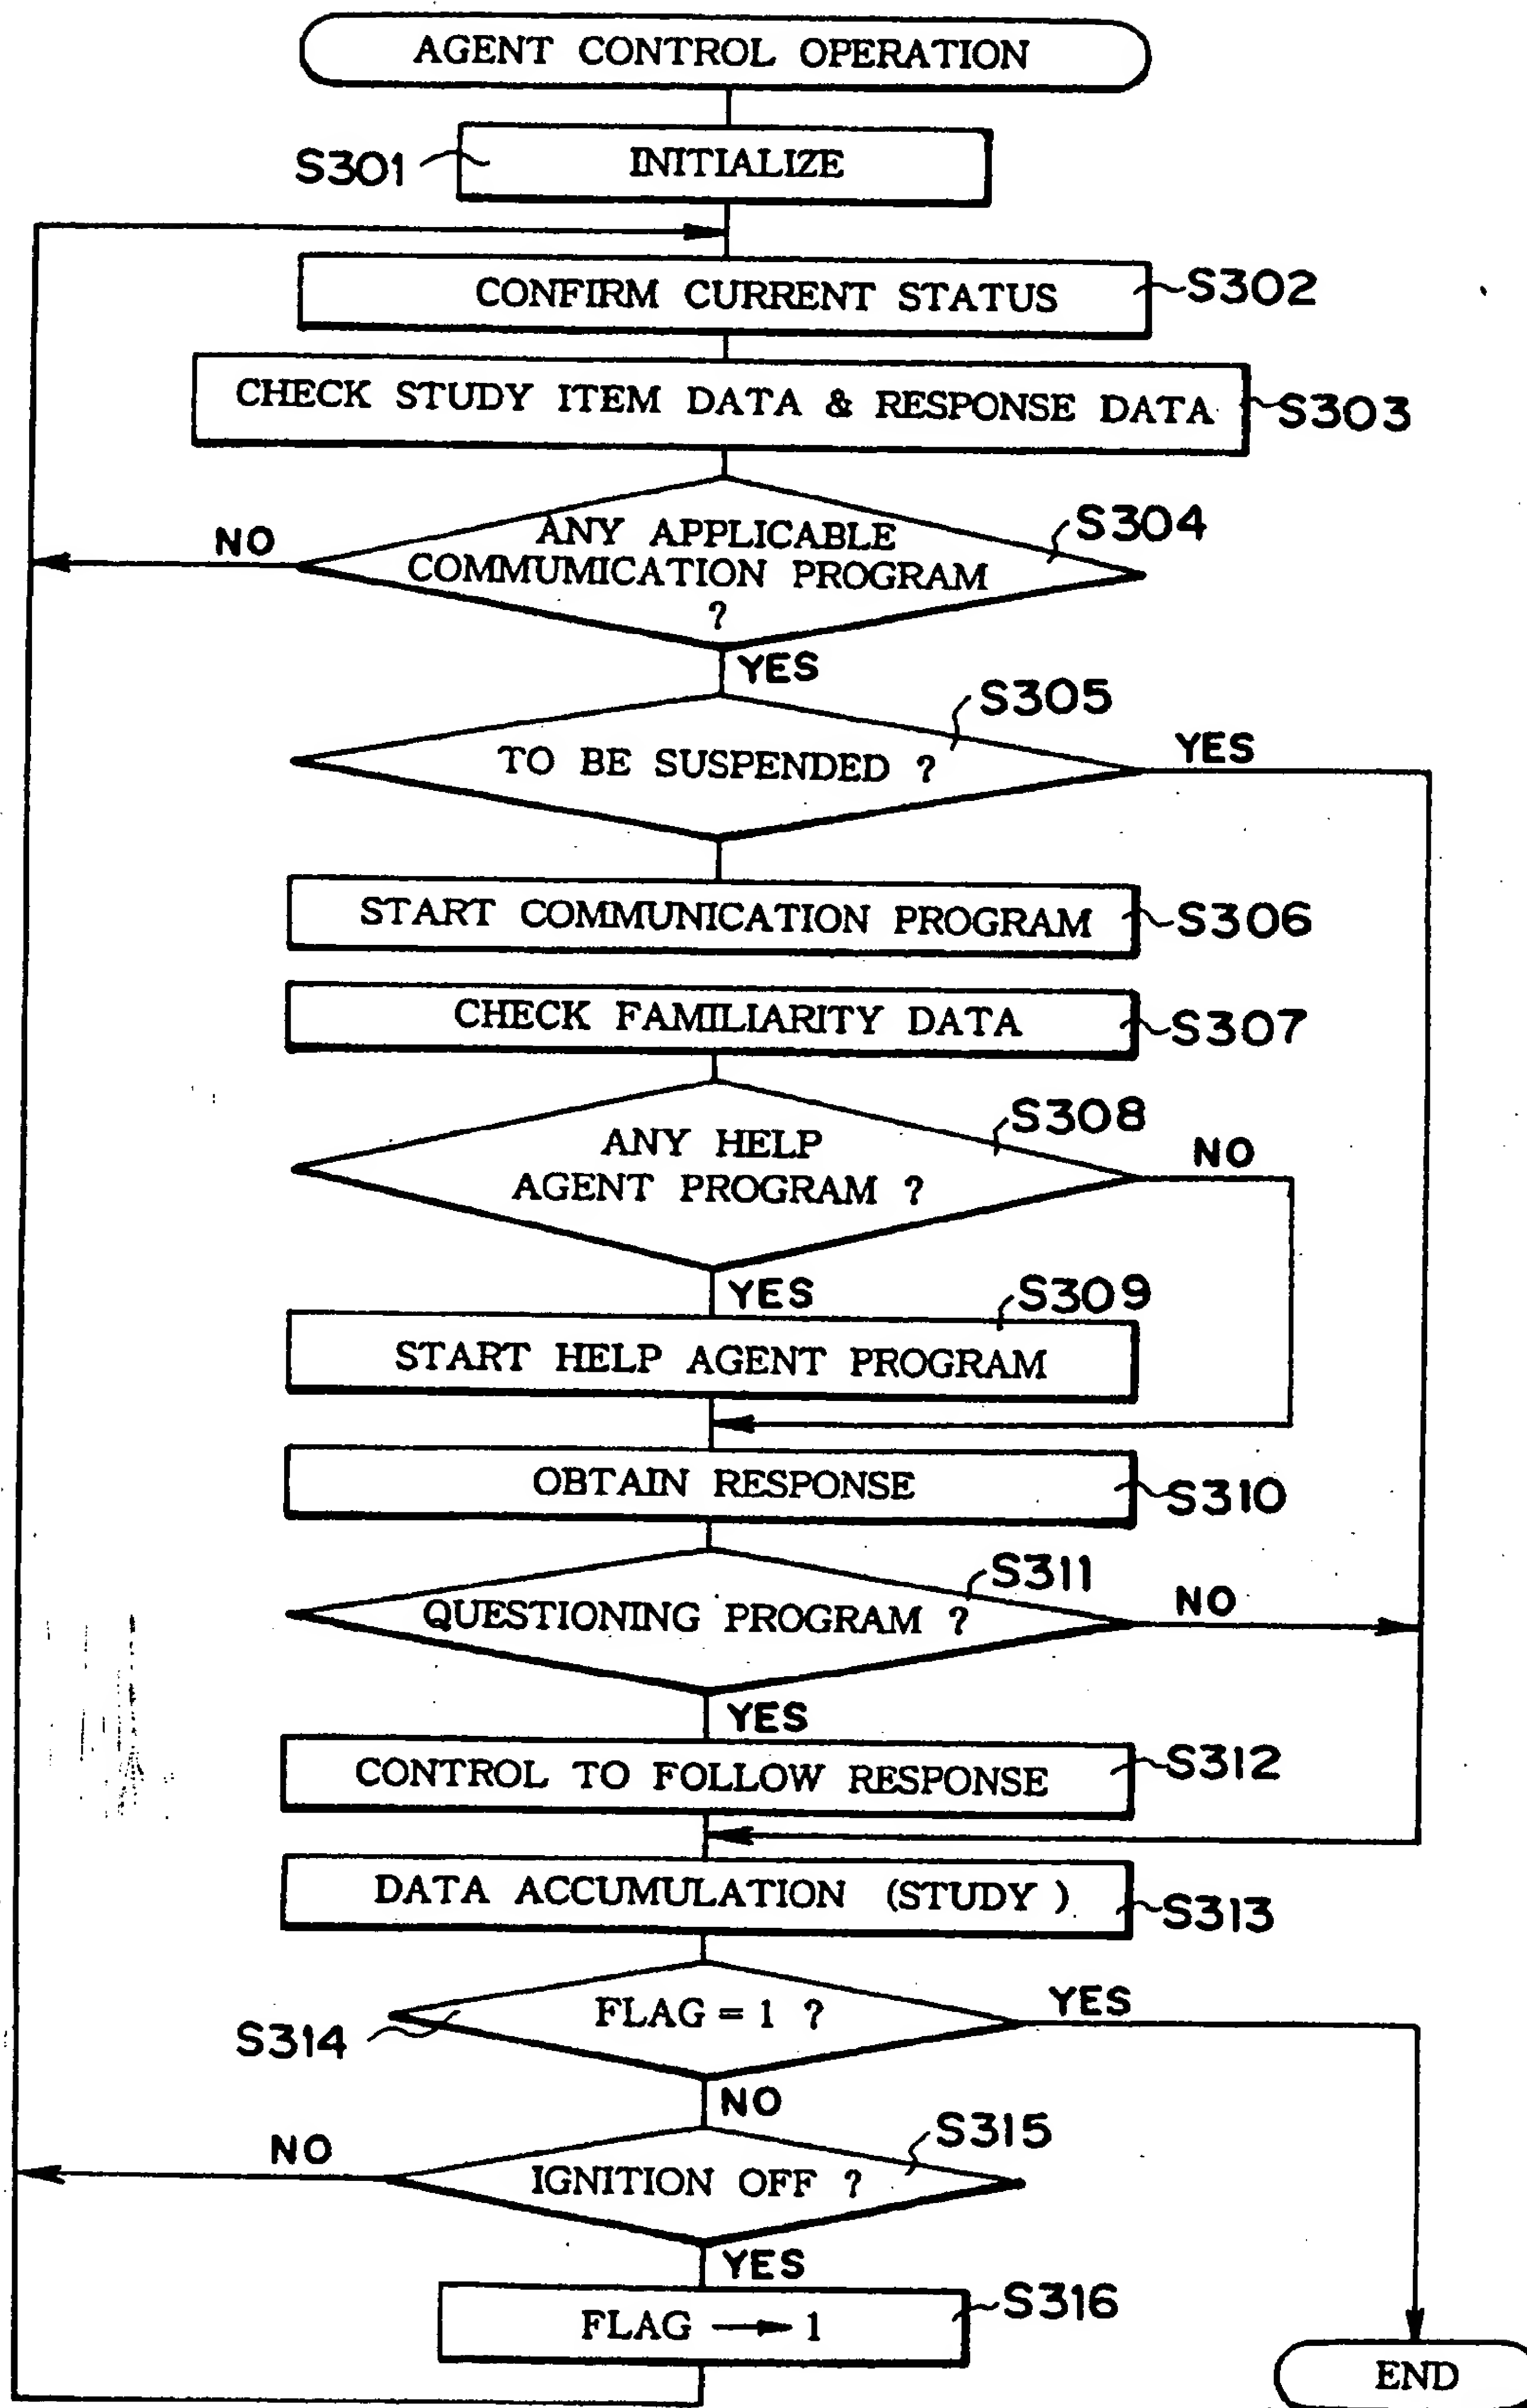 AGENT CONTROL OPERATION
S301
INITIALIZE
CONFIRM CURRENT STATUS
S302
CHECK STUDY ITEM DATA & RESPONSE DATA
S303
NO
ANY APPLICABLE
COMMUMICATION PROGRAM
?
S304
YES
S305
TO BE SUSPENDED ?
YES
START COMMUNICATION PROGRAM
S306
CHECK FAMILIARITY DATA
S307
S308
ANY HELP
AGENT PROGRAM ?
NO
YES
S309
START HELP AGENT PROGRAM
OBTAIN RESPONSE
S310
S311
QUESTIONING PROGRAM ?
NO
YES
CONTROL TO FOLLOW RESPONSE
S312
DATA ACCUMULATION (STUDY)
S313
S314
FLAG = 1 ?
YES
NO
S315
NO
IGNITION OFF ?
YES
FLAG → 1
S316
END